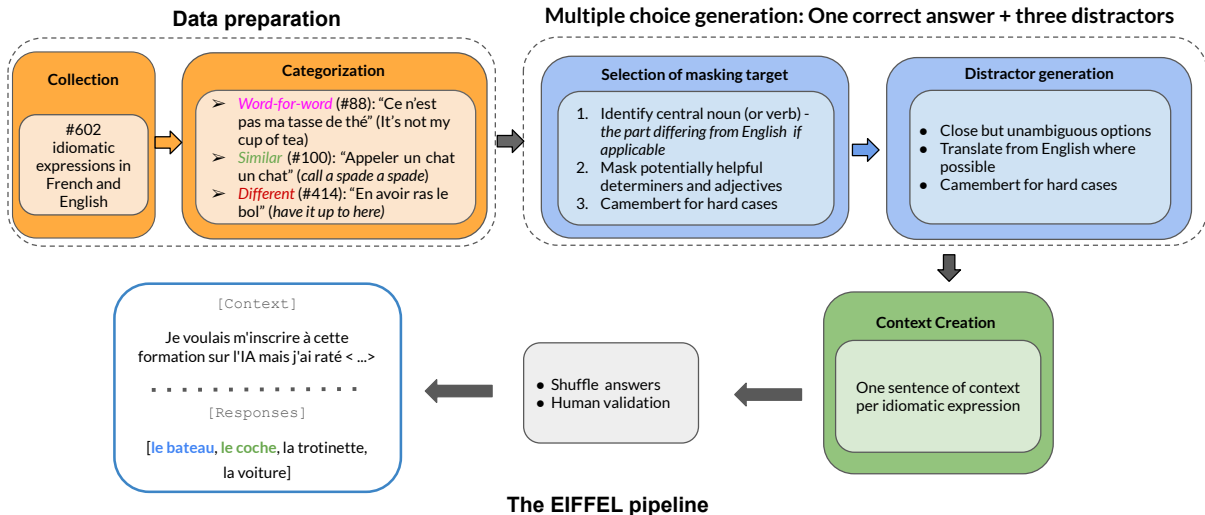 Data preparation
Multiple choice generation: One correct answer + three distractors
Collection
#602
idiomatic
expressions in
French and
English
Categorization
➢ Word-for-word (#88): “Ce n’est
pas ma tasse de thé” (It’s not my
cup of tea)
➢ Similar (#100): “Appeler un chat
un chat” (call a spade a spade)
➢ Different (#414): “En avoir ras le
bol” (have it up to here)
Selection of masking target
1. Identify central noun (or verb) -
the part differing from English if
applicable
2. Mask potentially helpful
determiners and adjectives
3. Camembert for hard cases
Distractor generation
● Close but unambiguous options
● Translate from English where
possible
● Camembert for hard cases
Context Creation
One sentence of context
per idiomatic expression
● Shuffle answers
● Human validation
[Context]
Je voulais m'inscrire à cette
formation sur l'IA mais j'ai raté < ...>
[Responses]
[le bateau, le coche, la trotinette,
la voiture]
The EIFFEL pipeline